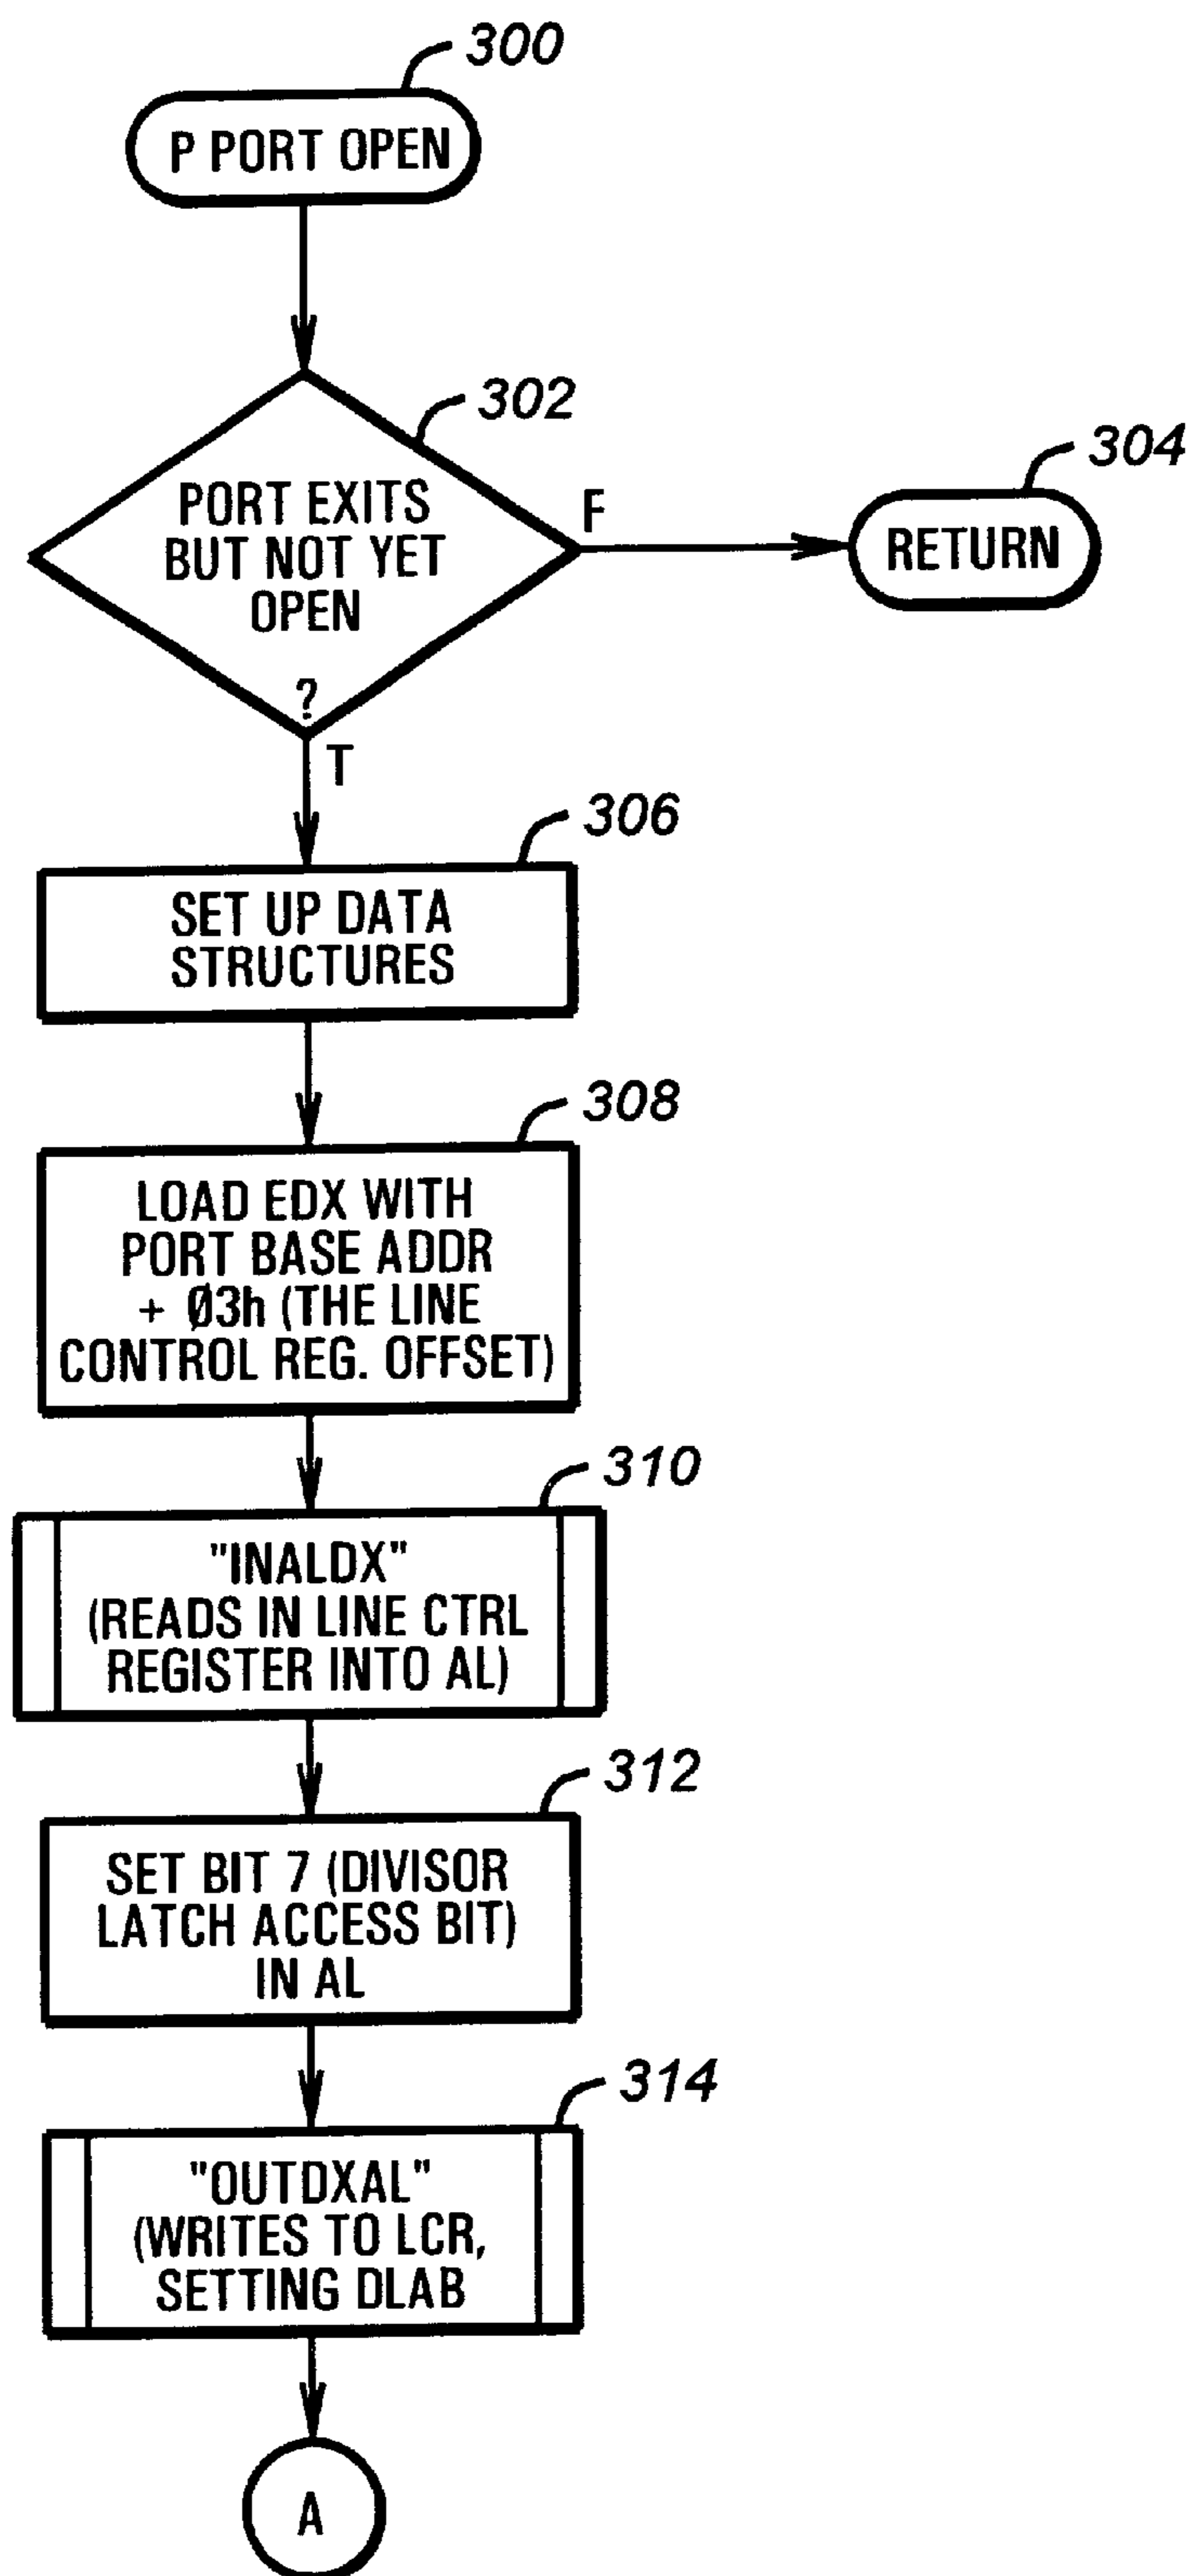 300
P PORT OPEN
302
PORT EXITS
BUT NOT YET
OPEN
?
F
304
RETURN
T
306
SET UP DATA
STRUCTURES
308
LOAD EDX WITH
PORT BASE ADDR
+ Ø3h (THE LINE
CONTROL REG. OFFSET)
310
"INALDX"
(READS IN LINE CTRL
REGISTER INTO AL)
312
SET BIT 7 (DIVISOR
LATCH ACCESS BIT)
IN AL
314
"OUTDXAL"
(WRITES TO LCR,
SETTING DLAB
A